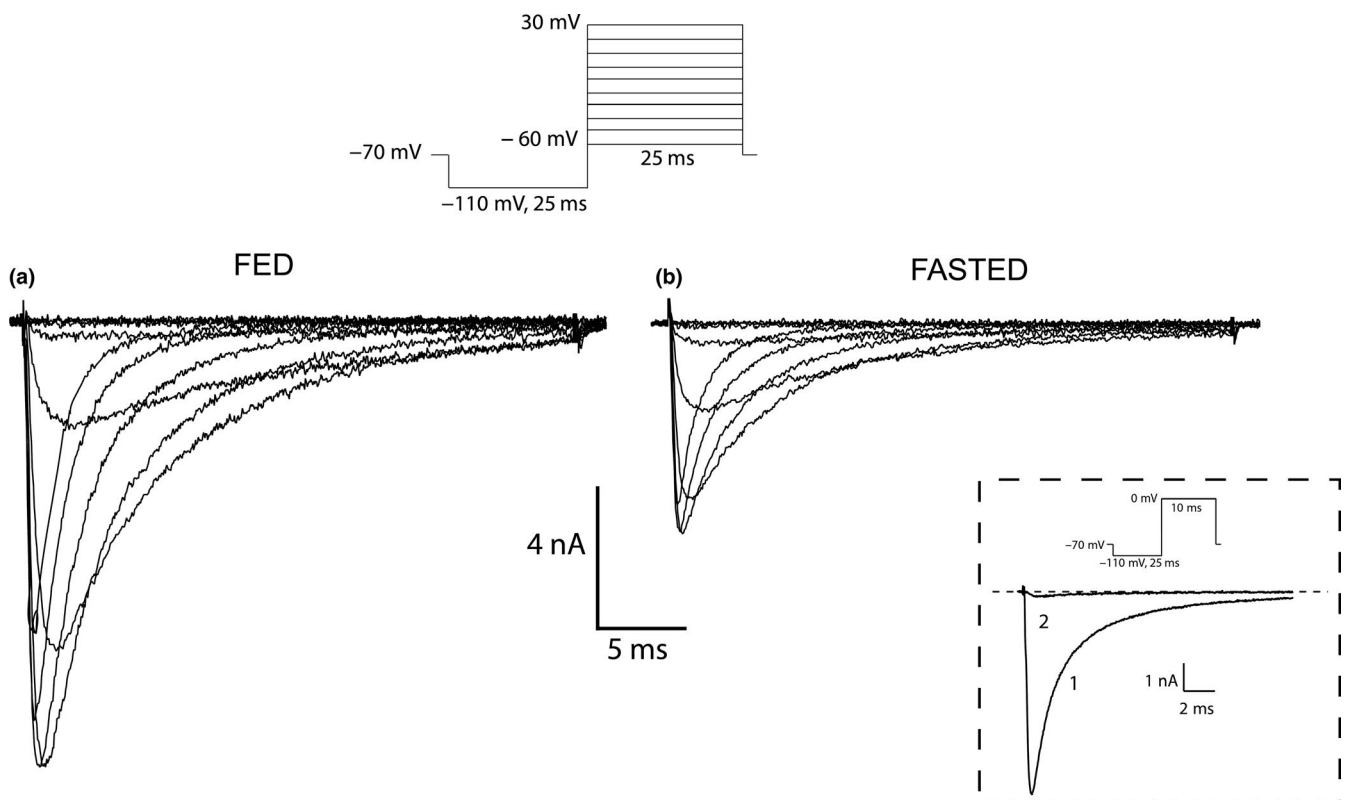 30 mV
− 60 mV
−70 mV
25 ms
−110 mV, 25 ms
FED
(a)
(b)
FASTED
4 nA
5 ms
0 mV
10 ms
−70 mV
−110 mV, 25 ms
2
1
1 nA
2 ms